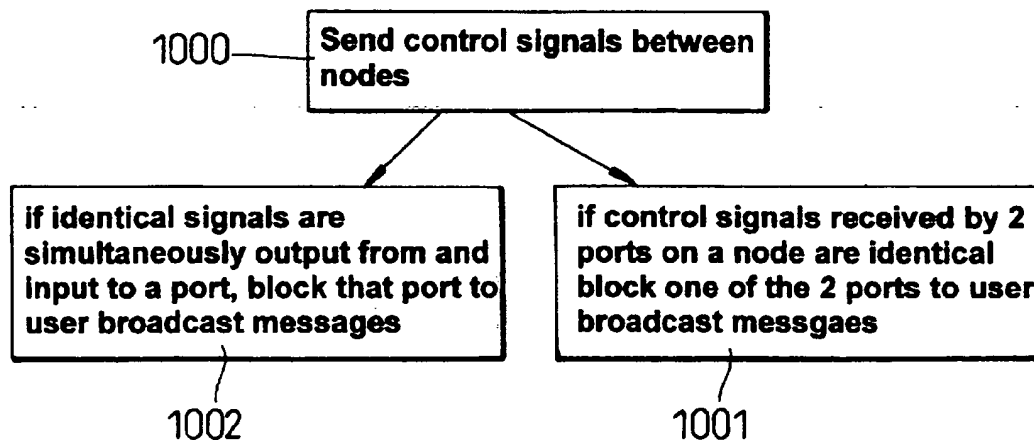 1000
Send control signals between
nodes
if identical signals are
simultaneously output from and
input to a port, block that port to
user broadcast messages
1002
if control signals received by 2
ports on a node are identical
block one of the 2 ports to user
broadcast messgaes
1001